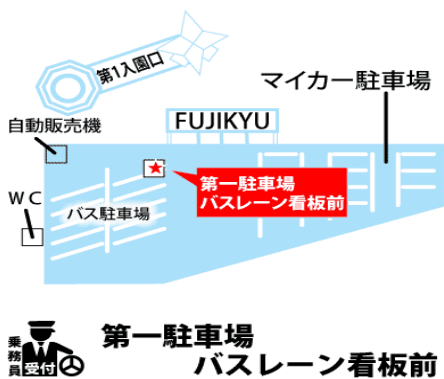 第1入園口
マイカー駐車場
FUJIKYU
自動販売機
第一駐車場
バスレーン看板前
WC
バス駐車場
乗務員
受付
第一駐車場
バスレーン看板前